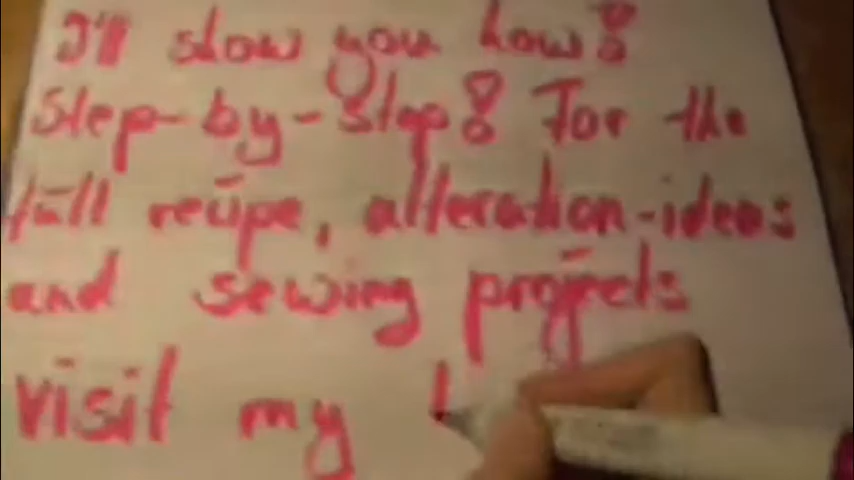 I'll show you how!
Step-by-Step! For the
full recipe, alteration-ideas
and sewing projects
visit my